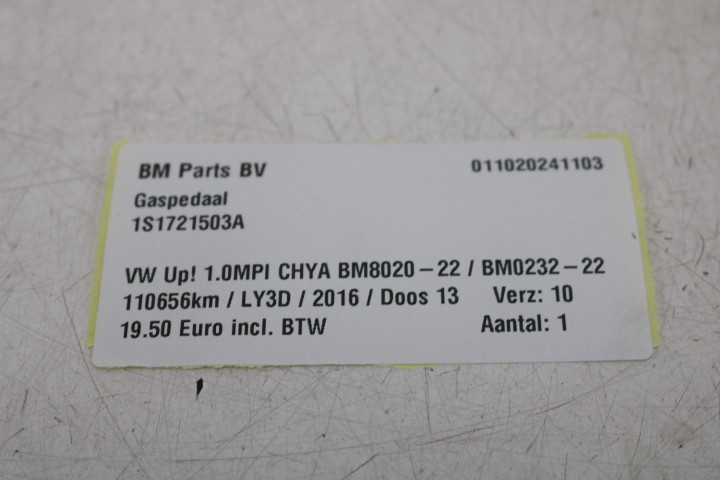 BM Parts BV 011020241103
Gaspedaal
1S1721503A
VW Up! 1.0MPI CHYA BM8020-22 / BM0232-22
110656km / LY3D / 2016 / Doos 13 Verz: 10
19.50 Euro incl. BTW Aantal: 1